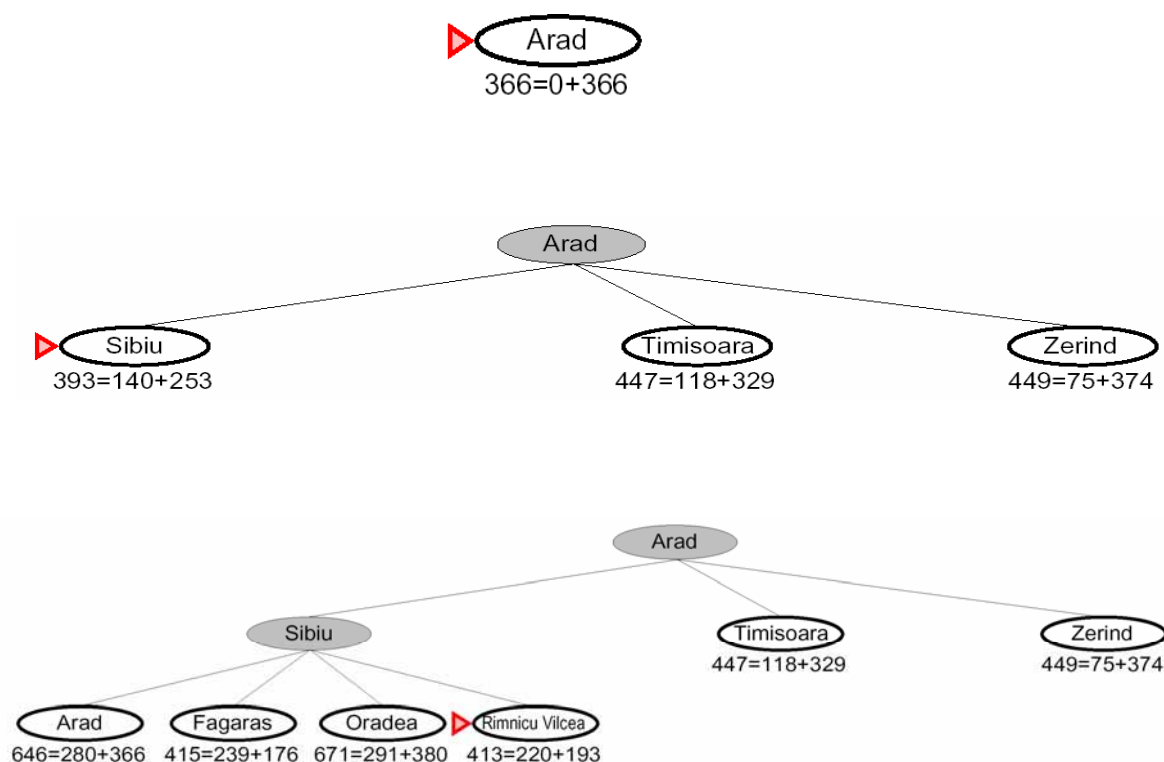 Arad
366=0+366
Arad
Sibiu Timisoara Zerind
393=140+253 447=118+329 449=75+374
Arad
Sibiu Timisoara Zerind
447=118+329 449=75+374
Arad Fagaras Oradea Rimnicu Vilcea
646=280+366 415=239+176 671=291+380 413=220+193